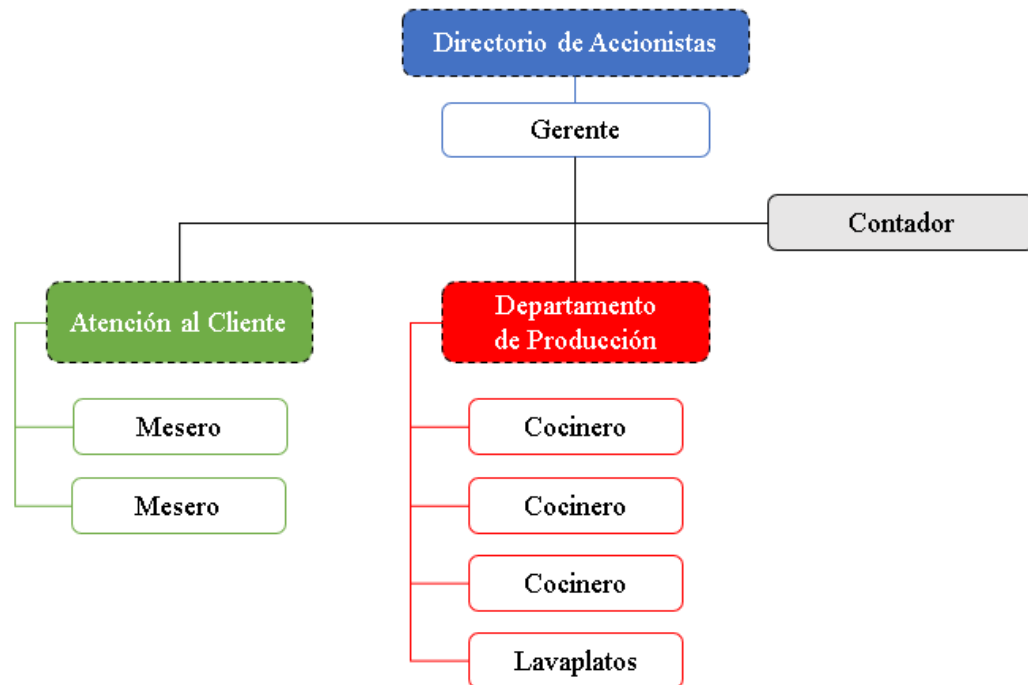 Directorio de Accionistas
Gerente
Contador
Atención al Cliente
Mesero
Mesero
Departamento
de Producción
Cocinero
Cocinero
Cocinero
Lavaplatos